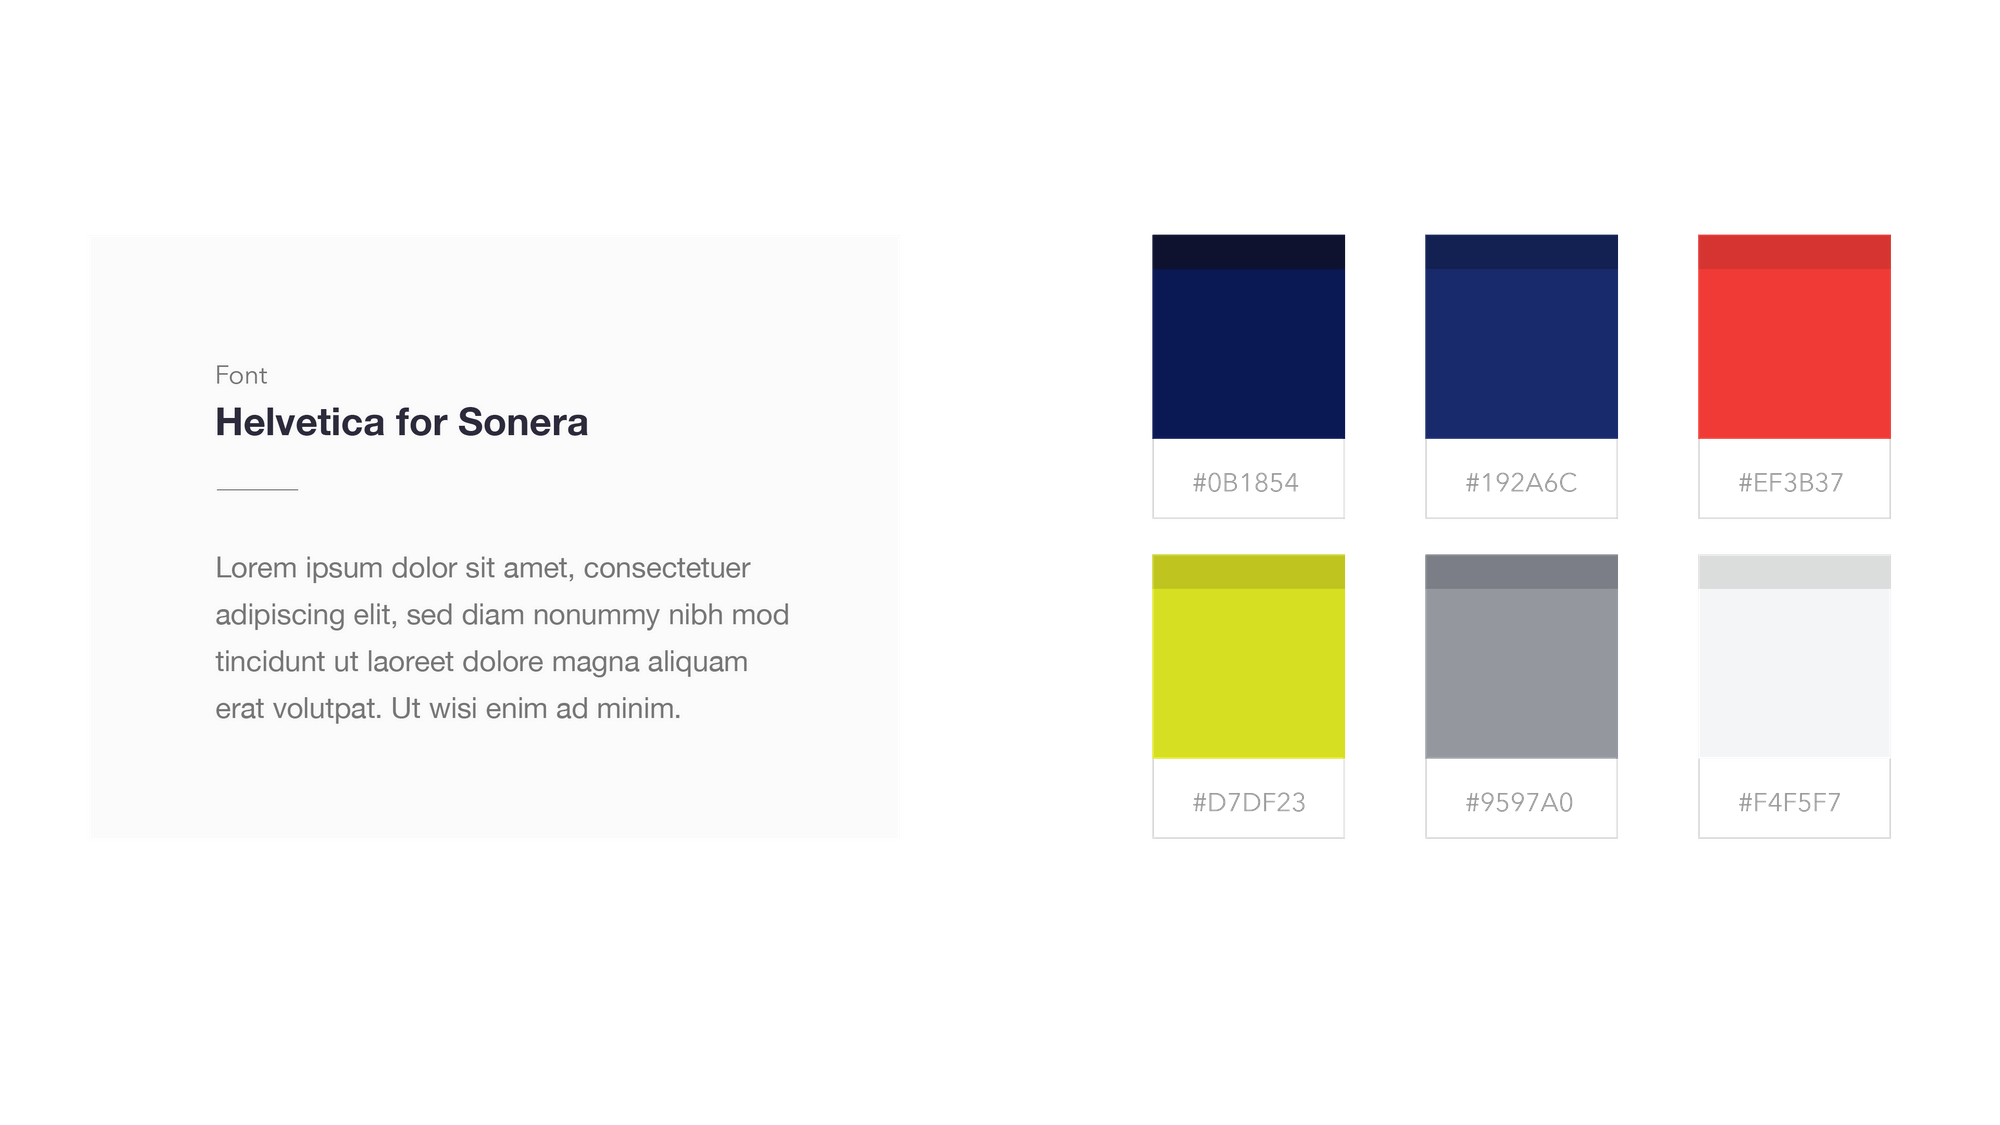 Font
Helvetica for Sonera
Lorem ipsum dolor sit amet, consectetuer
adipiscing elit, sed diam nonummy nibh mod
tincidunt ut laoreet dolore magna aliquam
erat volutpat. Ut wisi enim ad minim.
#0B1854
#192A6C
#EF3B37
#D7DF23
#9597A0
#F4F5F7